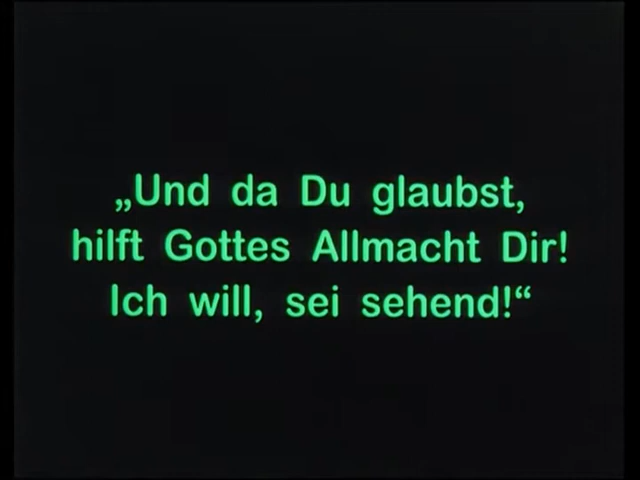 „Und da Du glaubst,
hilft Gottes Allmacht Dir!
Ich will, sei sehend!“